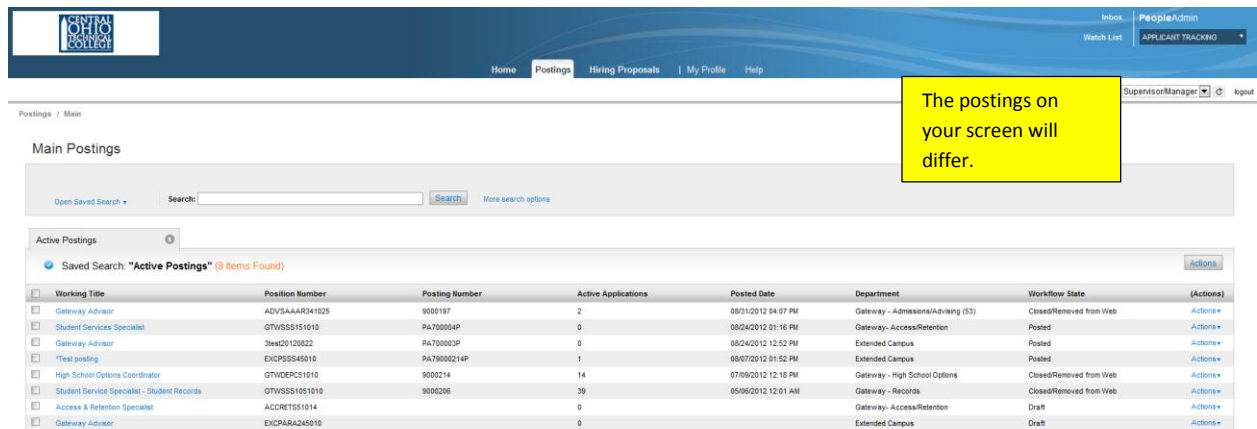 CENTRAL
OHIO
TECHNICAL
COLLEGE
Inbox PeopleAdmin
Watch List APPLICANT TRACKING
Home Postings Hiring Proposals | My Profile Help
Supervisor/Manager logout
The postings on
your screen will
differ.
Postings / Main
Main Postings
Open Saved Search Search: Search More search options
Active Postings
Saved Search: "Active Postings" (8 Items Found) Actions
Working Title Position Number Posting Number Active Applications Posted Date Department Workflow State (Actions)
Gateway Advisor ADVSAAAR341025 9000197 2 08/31/2012 04:07 PM Gateway - Admissions/Advising (53) Closed/Removed from Web Actions
Student Services Specialist GTWSSS151010 PA700004P 0 08/24/2012 01:16 PM Gateway- Access/Retention Posted Actions
Gateway Advisor 3test20120822 PA700003P 0 08/24/2012 12:52 PM Extended Campus Posted Actions
*Test posting EXCPSSS45010 PA79000214P 1 08/07/2012 01:52 PM Extended Campus Posted Actions
High School Options Coordinator GTWDEPC51010 9000214 14 07/09/2012 12:18 PM Gateway - High School Options Closed/Removed from Web Actions
Student Service Specialist - Student Records GTWSSS1051010 9000206 39 05/06/2012 12:01 AM Gateway - Records Closed/Removed from Web Actions
Access & Retention Specialist ACCRETS51014 0 Gateway- Access/Retention Draft Actions
Gateway Advisor EXCPARA245010 0 Extended Campus Draft Actions